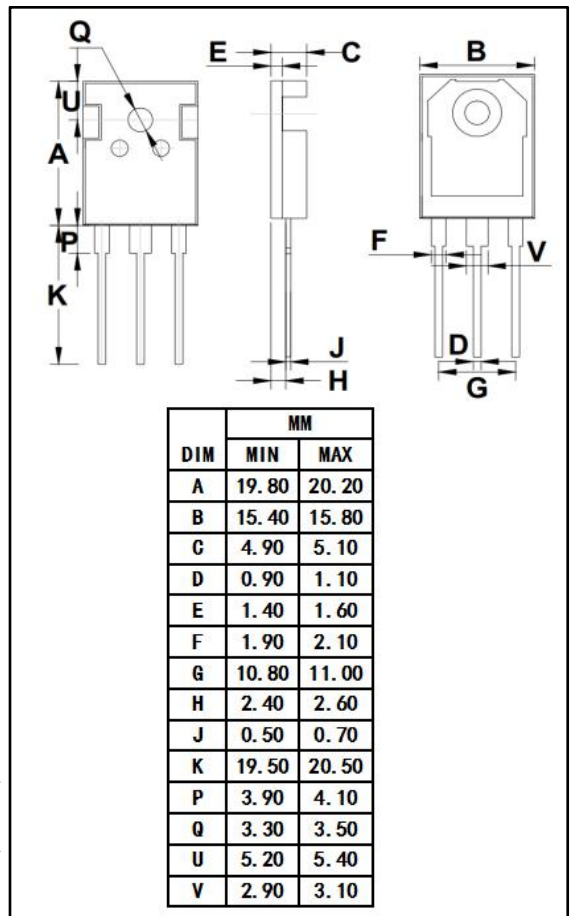 Q
E
C
B
U
A
P
K
F
V
J
H
D
G
MM
DIM MIN MAX
A 19.80 20.20
B 15.40 15.80
C 4.90 5.10
D 0.90 1.10
E 1.40 1.60
F 1.90 2.10
G 10.80 11.00
H 2.40 2.60
J 0.50 0.70
K 19.50 20.50
P 3.90 4.10
Q 3.30 3.50
U 5.20 5.40
V 2.90 3.10